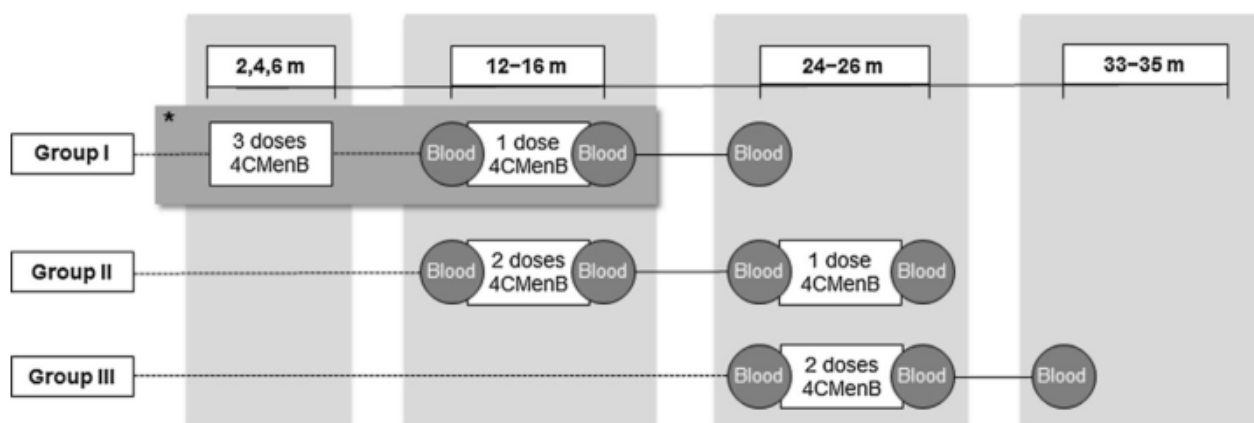 2,4,6 m 12–16 m 24–26 m 33–35 m
*
Group I
3 doses
4CMenB
Blood
1 dose
4CMenB
Blood
Blood
Group II
Blood
2 doses
4CMenB
Blood
Blood
1 dose
4CMenB
Blood
Group III
Blood
2 doses
4CMenB
Blood
Blood